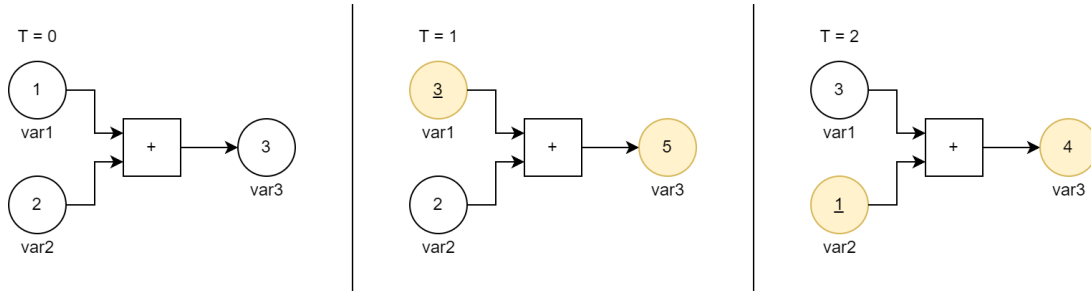 T = 0
1
var1
+
3
var3
2
var2
T = 1
3
var1
+
5
var3
2
var2
T = 2
3
var1
+
4
var3
1
var2